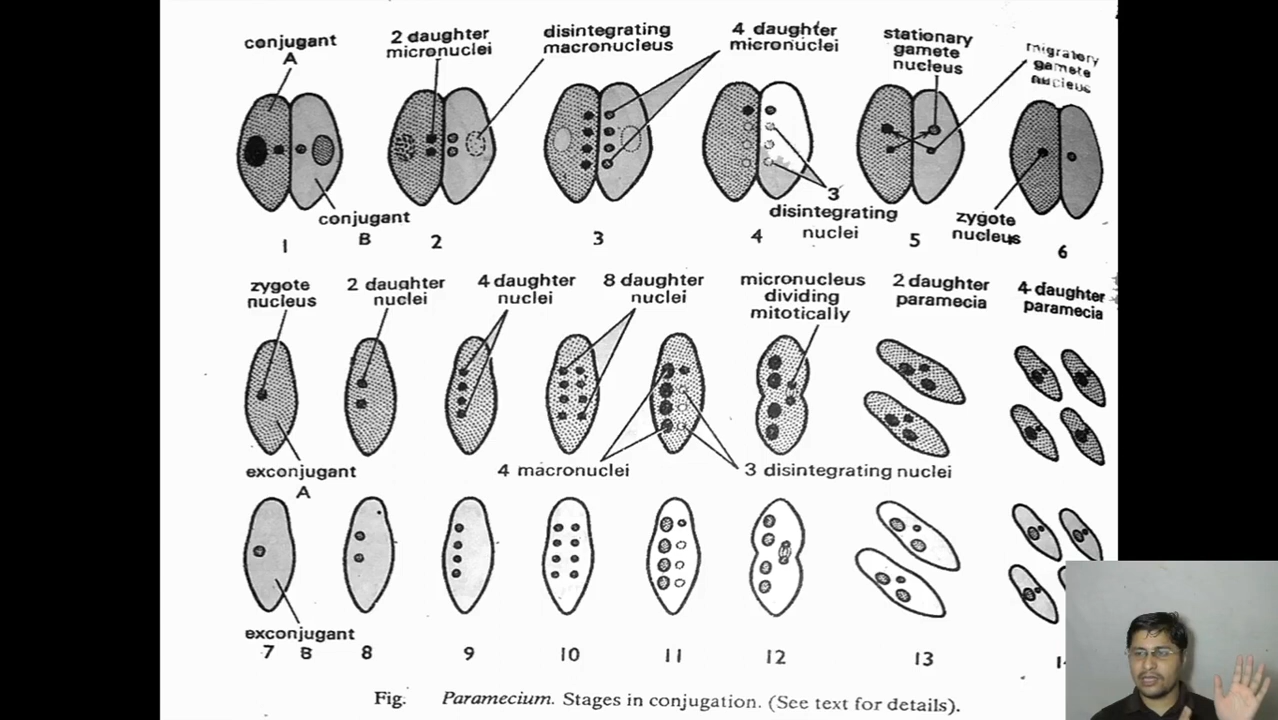 conjugant
A
2 daughter
micronuclei
disintegrating
macronucleus
4 daughter
micronuclei
stationary
gamete
nucleus
migratory
gamete
nucleus
conjugant
B
3
disintegrating
nuclei
zygote
nucleus
1
2
3
4
5
6
zygote
nucleus
2 daughter
nuclei
4 daughter
nuclei
8 daughter
nuclei
micronucleus
dividing
mitotically
2 daughter
paramecia
4 daughter
paramecia
exconjugant
A
4 macronuclei
3 disintegrating nuclei
exconjugant
B
7
8
9
10
11
12
13
Fig. Paramecium. Stages in conjugation. (See text for details).